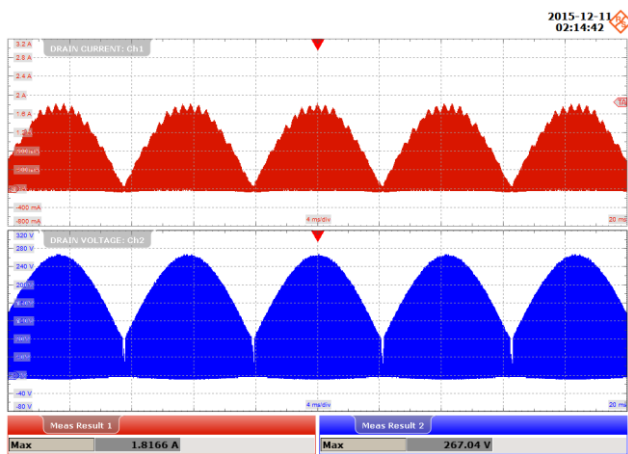 2015-12-11
02:14:42
3.2 A
DRAIN CURRENT: Ch1
2.8 A
2.4 A
2 A
1.6 A
1.2 A
-400 mA
-800 mA
4 ms/div
20 ms
320 V
DRAIN VOLTAGE: Ch2
280 V
240 V
-40 V
-80 V
4 ms/div
20 ms
Meas Result 1
Meas Result 2
Max 1.8166 A
Max 267.04 V